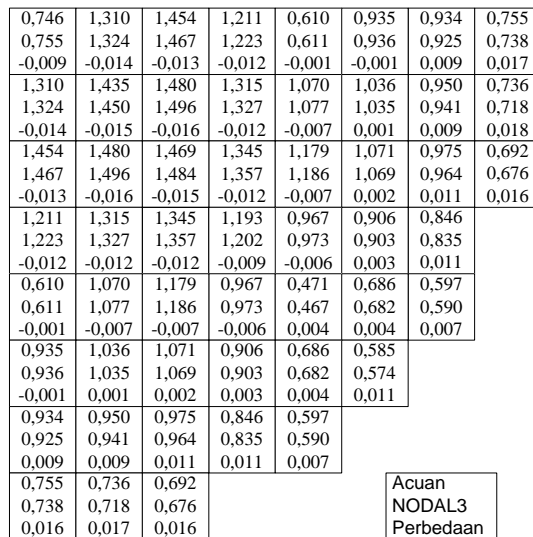 0,746 1,310 1,454 1,211 0,610 0,935 0,934 0,755
0,755 1,324 1,467 1,223 0,611 0,936 0,925 0,738
-0,009 -0,014 -0,013 -0,012 -0,001 -0,001 0,009 0,017
1,310 1,435 1,480 1,315 1,070 1,036 0,950 0,736
1,324 1,450 1,496 1,327 1,077 1,035 0,941 0,718
-0,014 -0,015 -0,016 -0,012 -0,007 0,001 0,009 0,018
1,454 1,480 1,469 1,345 1,179 1,071 0,975 0,692
1,467 1,496 1,484 1,357 1,186 1,069 0,964 0,676
-0,013 -0,016 -0,015 -0,012 -0,007 0,002 0,011 0,016
1,211 1,315 1,345 1,193 0,967 0,906 0,846
1,223 1,327 1,357 1,202 0,973 0,903 0,835
-0,012 -0,012 -0,012 -0,009 -0,006 0,003 0,011
0,610 1,070 1,179 0,967 0,471 0,686 0,597
0,611 1,077 1,186 0,973 0,467 0,682 0,590
-0,001 -0,007 -0,007 -0,006 0,004 0,004 0,007
0,935 1,036 1,071 0,906 0,686 0,585
0,936 1,035 1,069 0,903 0,682 0,574
-0,001 0,001 0,002 0,003 0,004 0,011
0,934 0,950 0,975 0,846 0,597
0,925 0,941 0,964 0,835 0,590
0,009 0,009 0,011 0,011 0,007
0,755 0,736 0,692 Acuan
0,738 0,718 0,676 NODAL3
0,016 0,017 0,016 Perbedaan